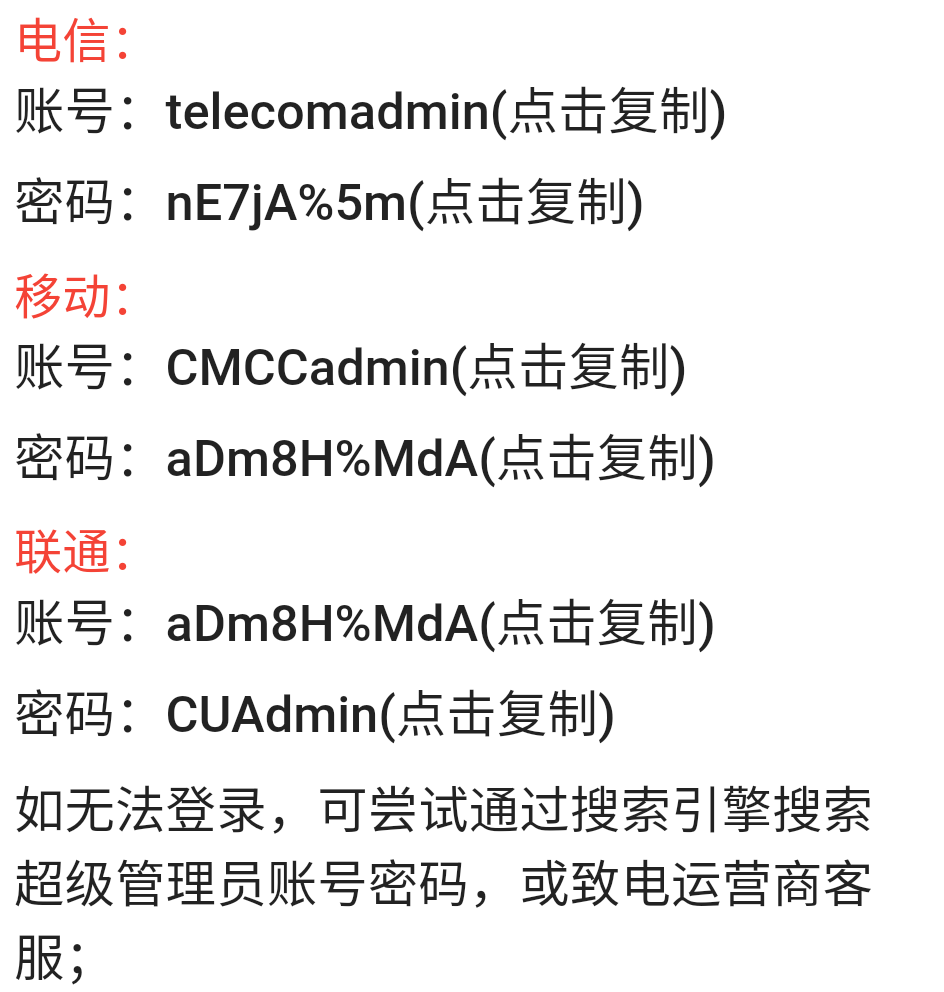 电信：
账号：telecomadmin(点击复制)
密码：nE7jA%5m(点击复制)
移动：
账号：CMCCadmin(点击复制)
密码：aDm8H%MdA(点击复制)
联通：
账号：aDm8H%MdA(点击复制)
密码：CUAdmin(点击复制)
如无法登录，可尝试通过搜索引擎搜索
超级管理员账号密码，或致电运营商客
服；